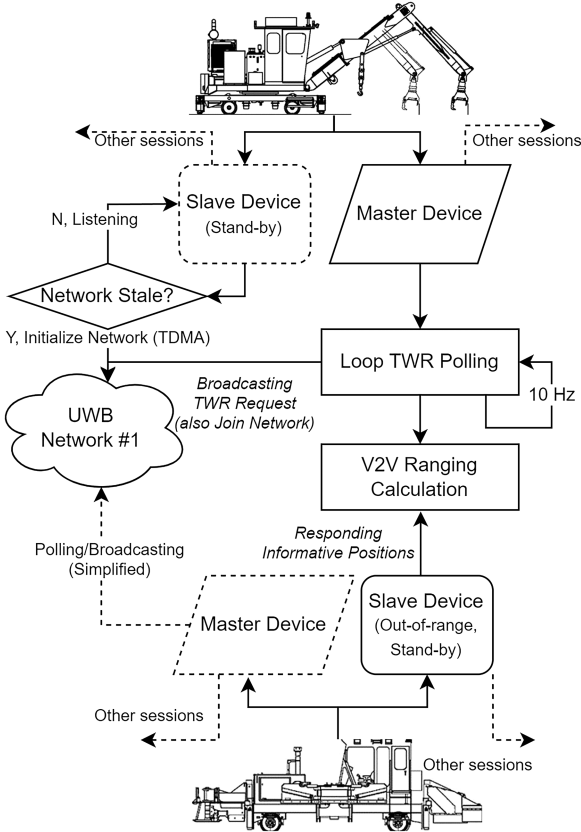 Other sessions
Other sessions
Slave Device
(Stand-by)
Master Device
N, Listening
Network Stale?
Y, Initialize Network (TDMA)
Loop TWR Polling
10 Hz
Broadcasting
TWR Request
(also Join Network)
UWB
Network #1
V2V Ranging
Calculation
Responding
Informative Positions
Polling/Broadcasting
(Simplified)
Master Device
Slave Device
(Out-of-range,
Stand-by)
Other sessions
Other sessions